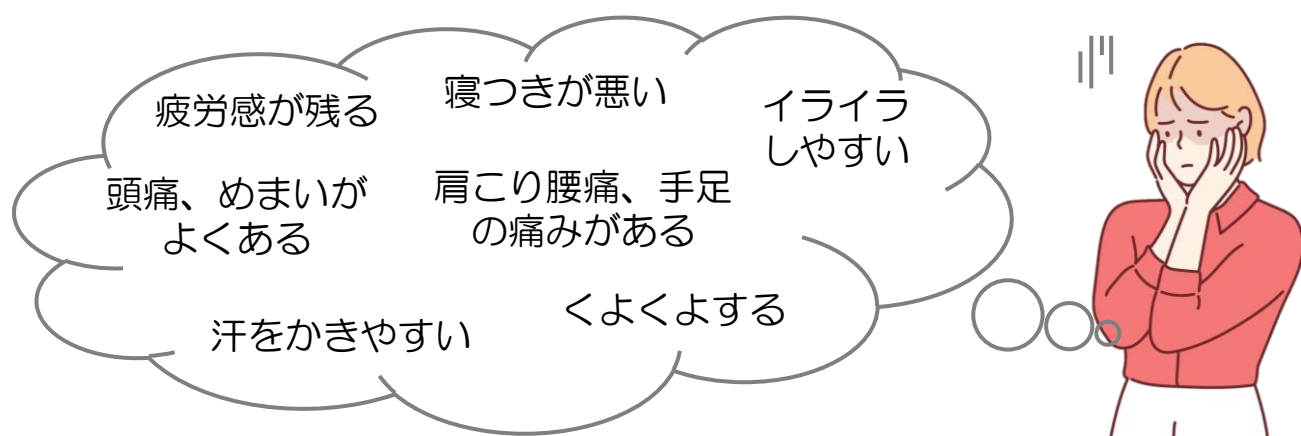 疲労感が残る
寝つきが悪い
イライラ
しやすい
頭痛、めまいが
よくある
肩こり腰痛、手足
の痛みがある
汗をかきやすい
くよくよする